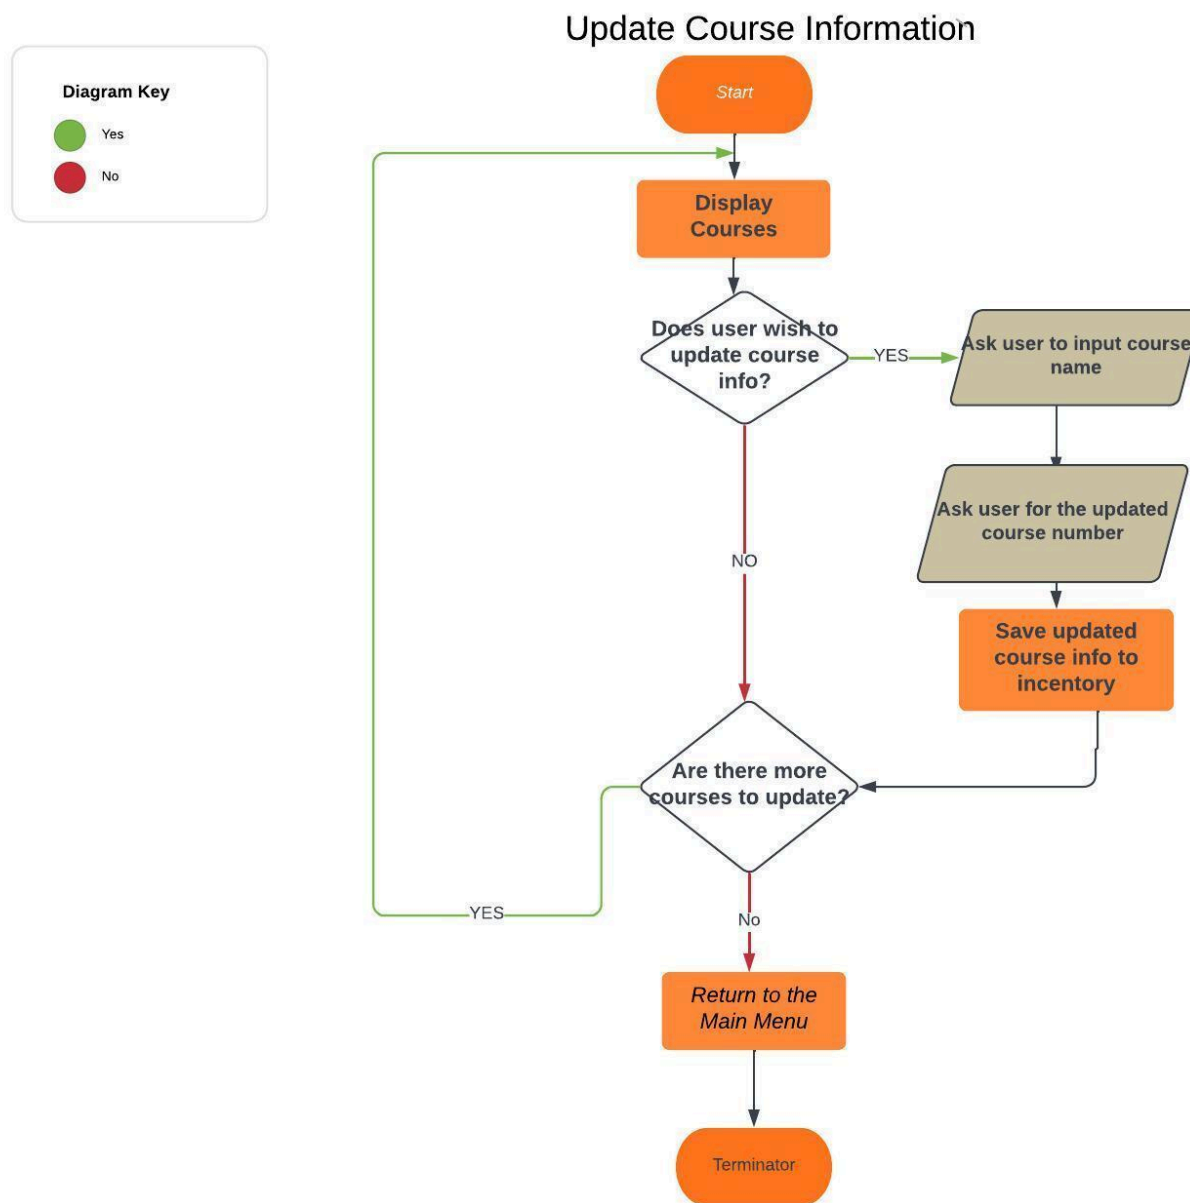 Update Course Information
Diagram Key
Yes
No
Start
Display
Courses
Does user wish to
update course
info?
YES
Ask user to input course
name
Ask user for the updated
course number
NO
Save updated
course info to
incentory
Are there more
courses to update?
YES
No
Return to the
Main Menu
Terminator